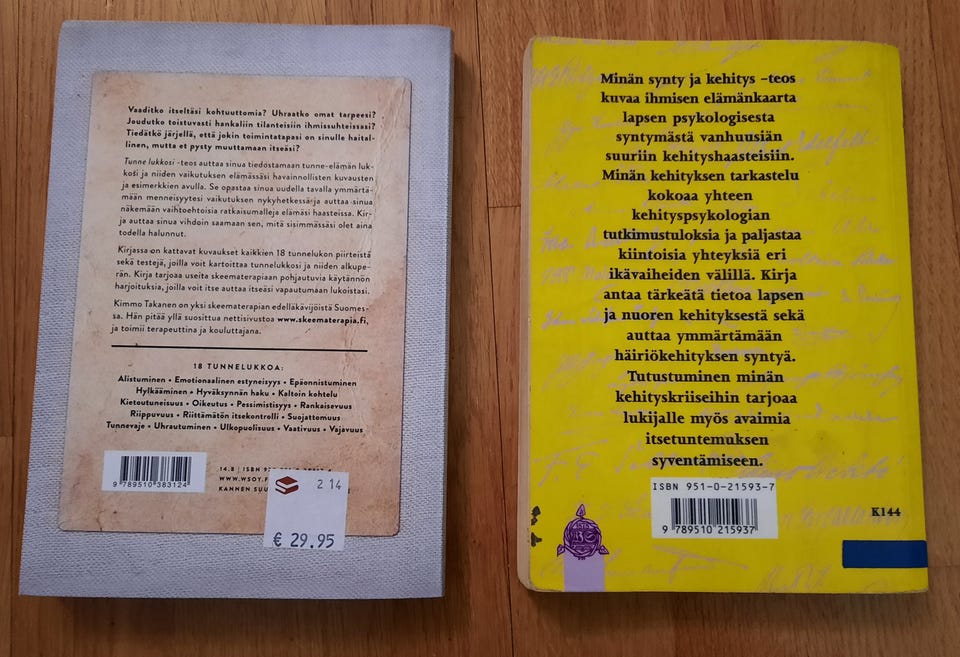 Vaaditko itseltäsi kohtuuttomia? Uhraatko omat tarpeesi?
Joudutko toistuvasti hankaliin tilanteisiin ihmissuhteissasi?
Tiedätkö järjellä, että jokin toimintatapasi on sinulle haital-
linen, mutta et pysty muuttamaan itseäsi?
Tunne lukkosi -teos auttaa sinua tiedostamaan tunne-elämän luk-
kosi ja niiden vaikutuksen elämässäsi havainnollisten kuvausten
ja esimerkkien avulla. Se opastaa sinua uudella tavalla ymmärtä-
mään menneisyytesi vaikutuksen nykyhetkessä ja auttaa sinua
näkemään vaihtoehtoisia ratkaisumalleja elämäsi haasteissa. Kir-
ja auttaa sinua vihdoin saamaan sen, mitä sisimmässäsi olet aina
todella halunnut.
Kirjassa on kattavat kuvaukset kaikkien 18 tunnelukon piirteistä
sekä testejä, joilla voit kartoittaa tunnelukkosi ja niiden alkupe-
rän. Kirja tarjoaa useita skeematerapiaan pohjautuvia käytännön
harjoituksia, joilla voit itse auttaa itseäsi vapautumaan lukoistasi.
Kimmo Takanen on yksi skeematerapian edelläkävijöistä Suomes-
sa. Hän pitää yllä suosittua nettisivustoa www.skeematerapia.fi,
ja toimii terapeuttina ja kouluttajana.
18 TUNNELUKKOA:
Alistuminen • Emotionaalinen estyneisyys • Epäonnistuminen
Hylkääminen • Hyväksynnän haku • Kaltoin kohtelu
Kietoutuneisuus • Oikeutus • Pessimistisyys • Rankaisevuus
Riippuvuus • Riittämätön itsekontrolli • Suojattomuus
Tunnevaje • Uhrautuminen • Ulkopuolisuus • Vaativuus • Vajavuus
14.8 | ISBN
WWW.WSOY.F
KANNEN SUU
9 789510 383124
2 14
€ 29.95
Minän synty ja kehitys –teos
kuvaa ihmisen elämänkaarta
lapsen psykologisesta
syntymästä vanhuusiän
suuriin kehityshaasteisiin.
Minän kehityksen tarkastelu
kokoaa yhteen
kehityspsykologian
tutkimustuloksia ja paljastaa
kiintoisia yhteyksiä eri
ikävaiheiden välillä. Kirja
antaa tärkeätä tietoa lapsen
ja nuoren kehityksestä sekä
auttaa ymmärtämään
häiriökehityksen syntyä.
Tutustuminen minän
kehityskriiseihin tarjoaa
lukijalle myös avaimia
itsetuntemuksen
syventämiseen.
ISBN 951-0-21593-7
9 789510 215937
K144